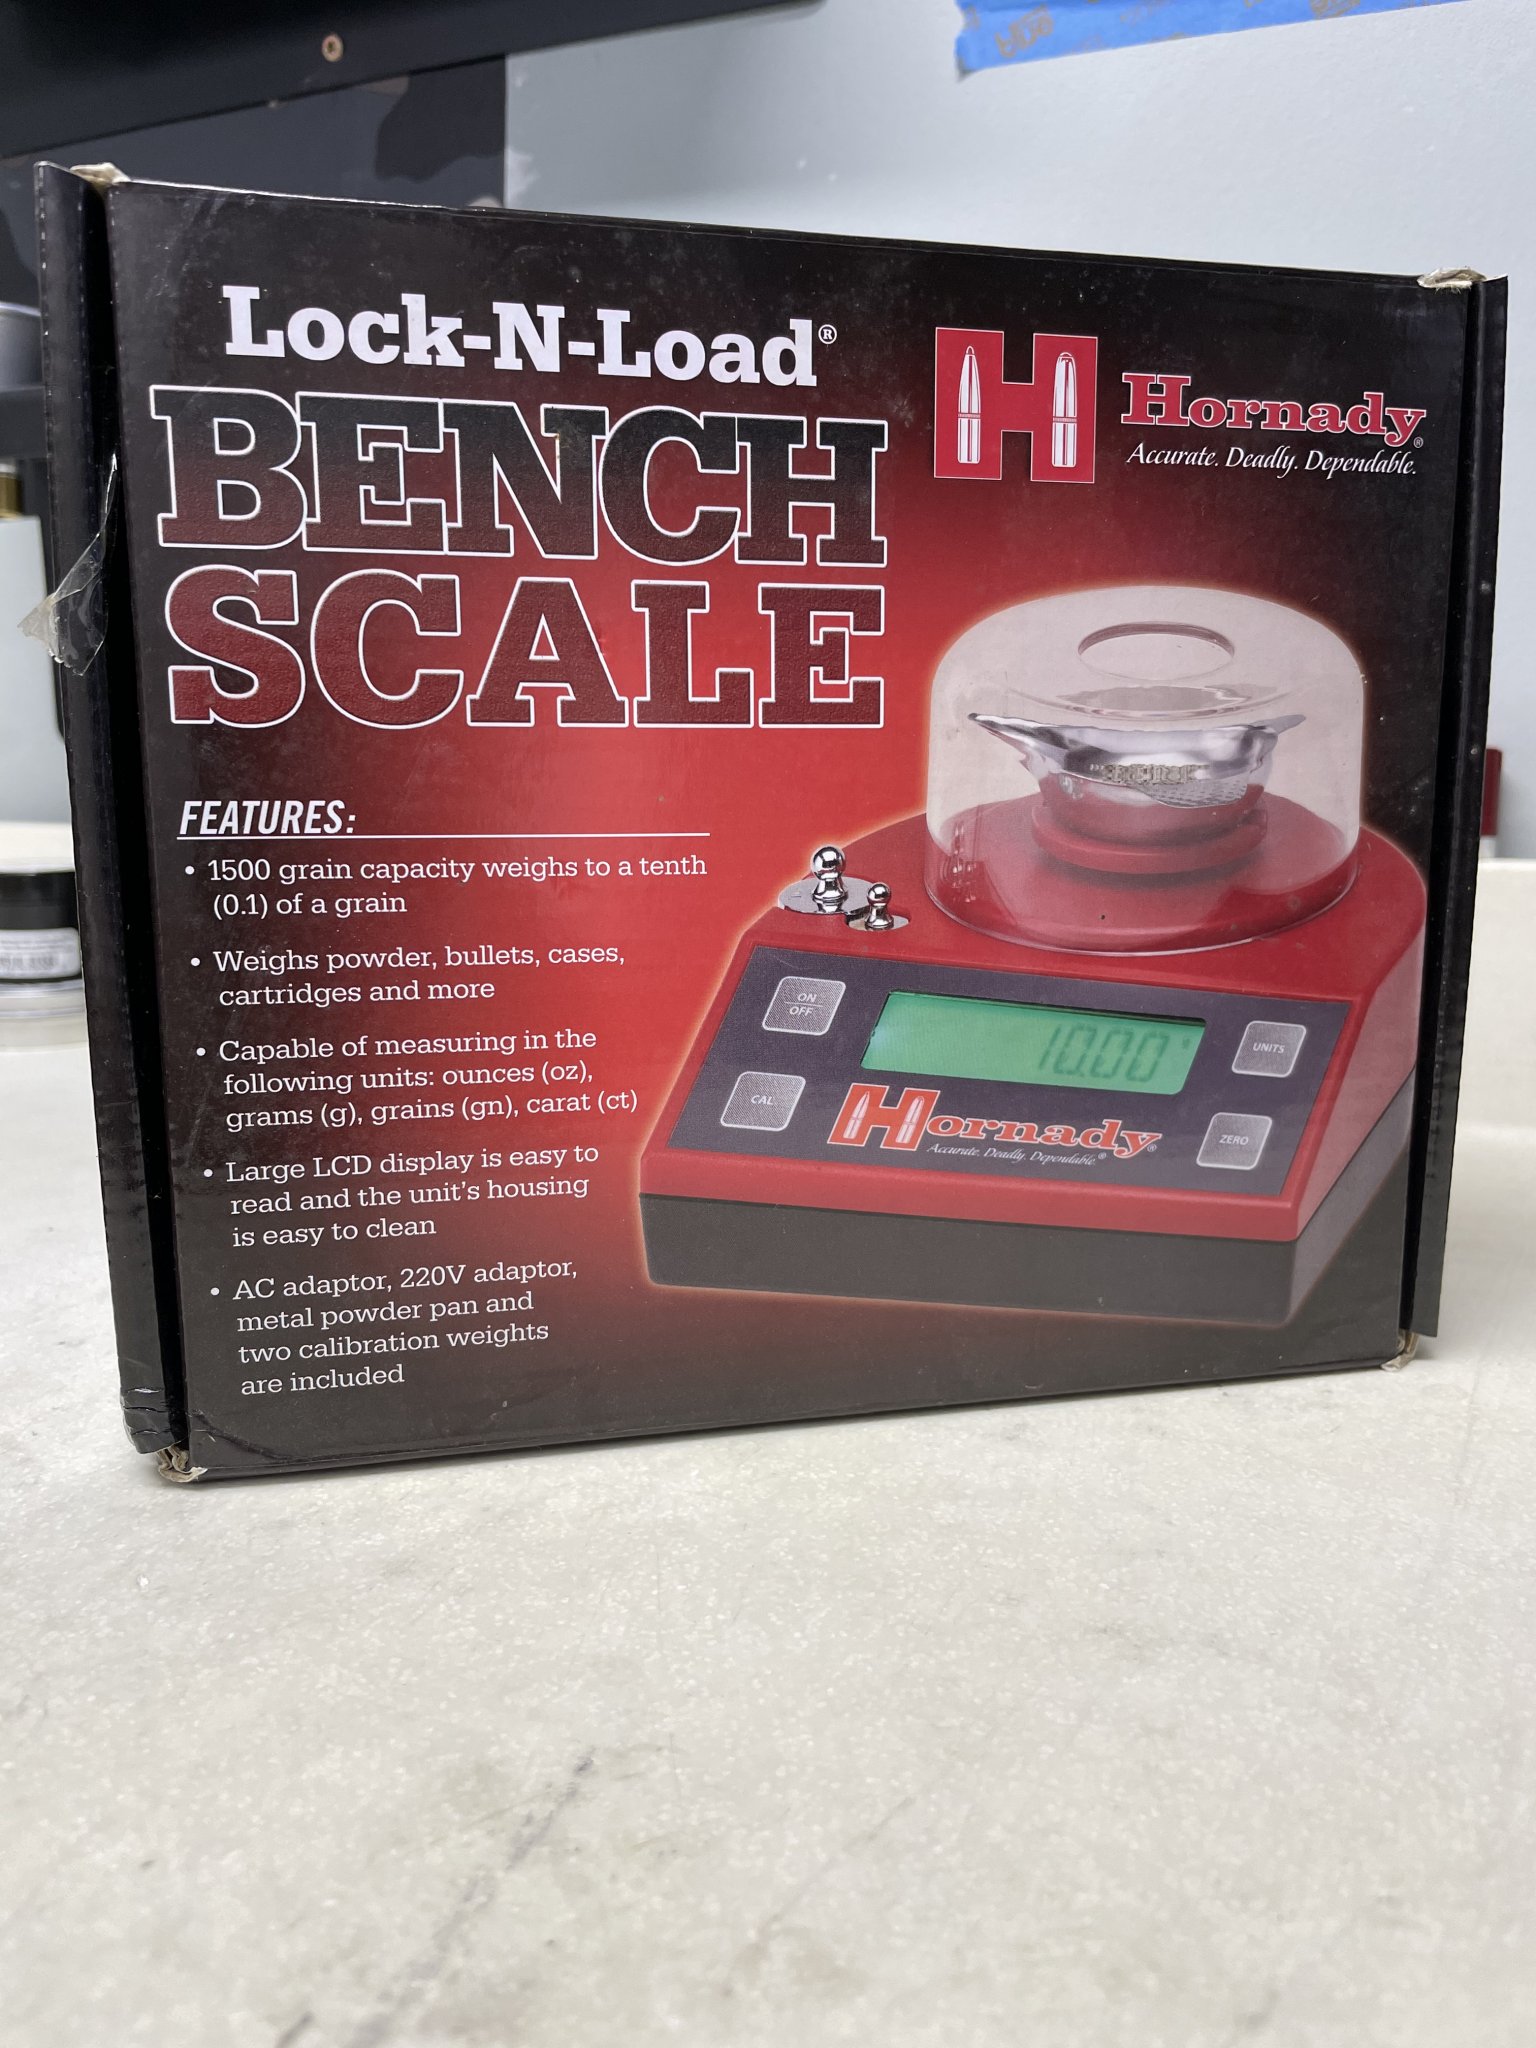 Lock-N-Load®
BENCH
SCALE
Hornady®
Accurate. Deadly. Dependable.
FEATURES:
• 1500 grain capacity weighs to a tenth
(0.1) of a grain
• Weighs powder, bullets, cases,
cartridges and more
• Capable of measuring in the
following units: ounces (oz),
grams (g), grains (gn), carat (ct)
• Large LCD display is easy to
read and the unit's housing
is easy to clean
• AC adaptor, 220V adaptor,
metal powder pan and
two calibration weights
are included
ON
OFF
10.00
UNITS
CAL
Hornady®
Accurate. Deadly. Dependable.®
ZERO